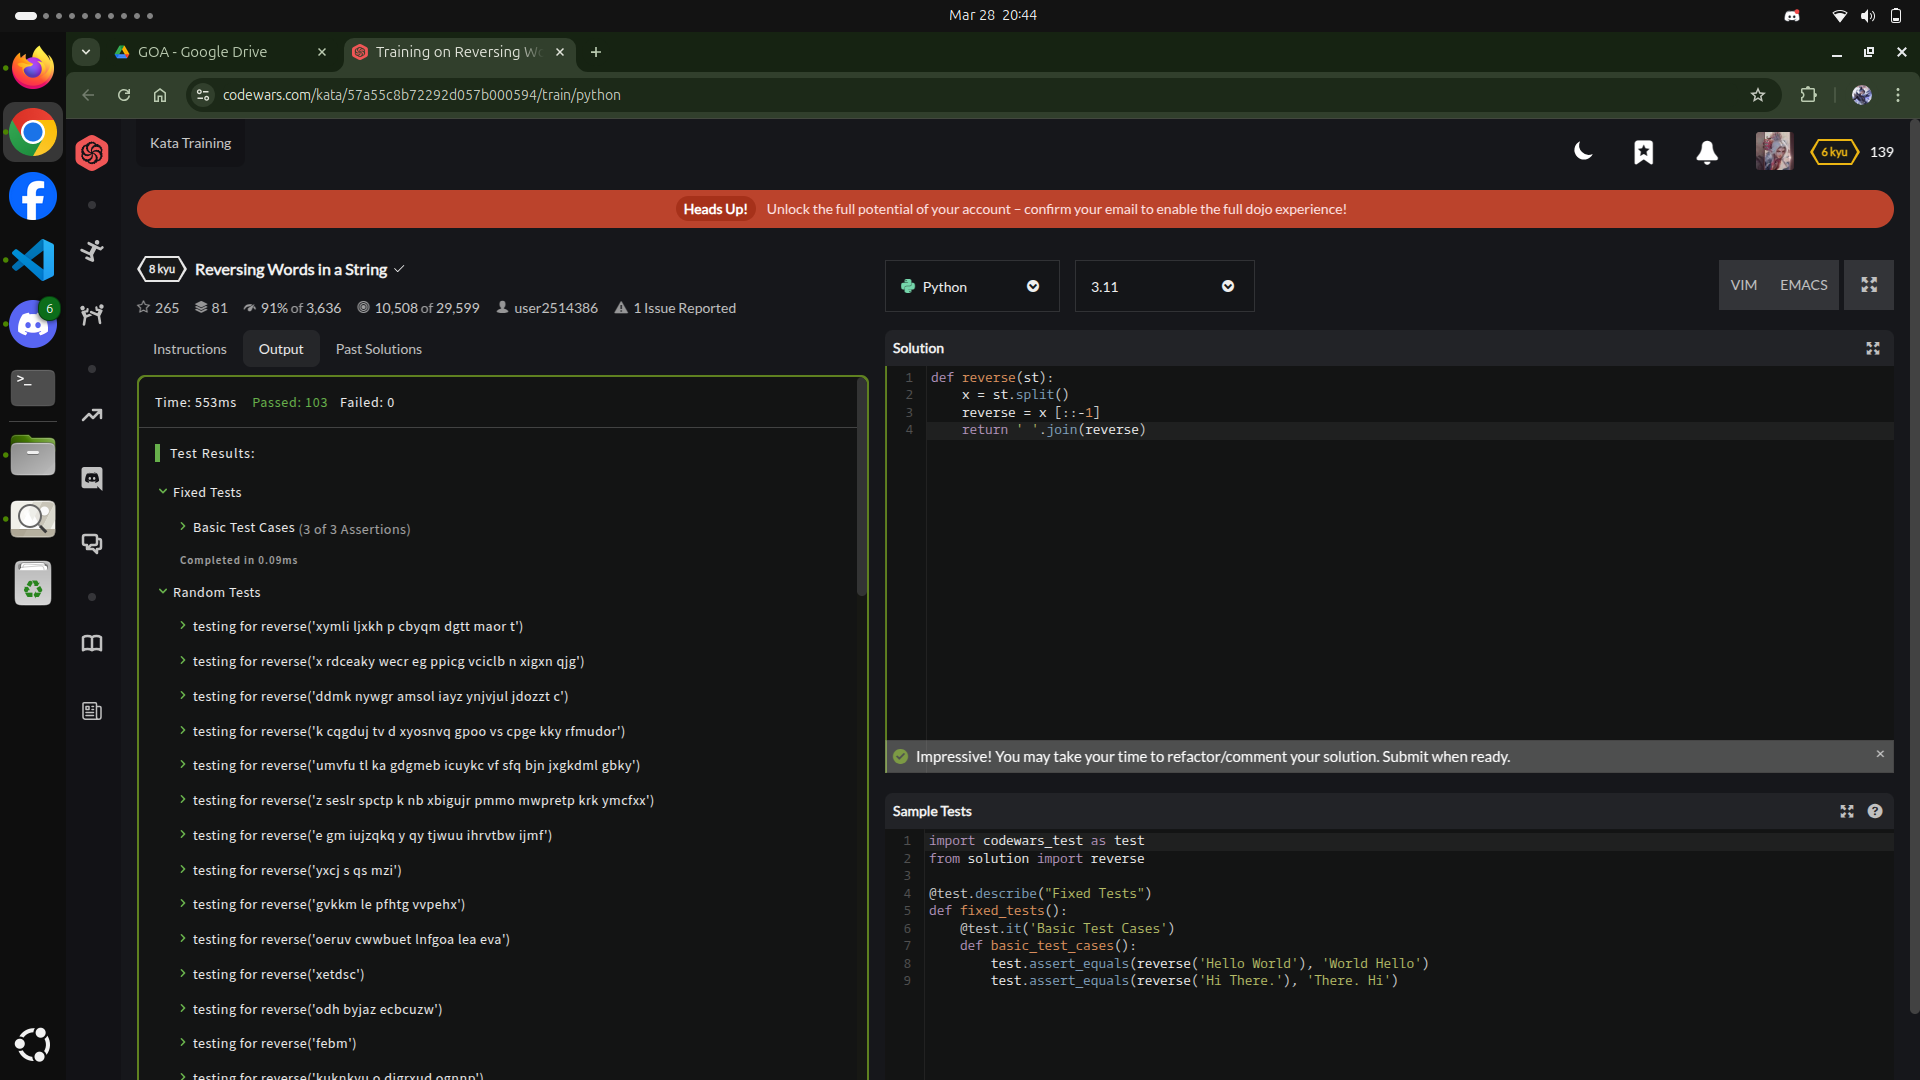 Mar 28 20:44
GOA - Google Drive
Training on Reversing Wo
codewars.com/kata/57a55c8b72292d057b000594/train/python
Kata Training
6 kyu 139
Heads Up! Unlock the full potential of your account – confirm your email to enable the full dojo experience!
6
8 kyu Reversing Words in a String
265 81 91% of 3,636 10,508 of 29,599 user2514386 1 Issue Reported
Python 3.11 VIM EMACS
Instructions Output Past Solutions
Time: 553ms Passed: 103 Failed: 0
Test Results:
Fixed Tests
Basic Test Cases (3 of 3 Assertions)
Completed in 0.09ms
Random Tests
testing for reverse('xymli ljxkh p cbyqm dgtt maor t')
testing for reverse('x rdceaky wecr eg ppicg vciclb n xigxn qjg')
testing for reverse('ddmk nywgr amsol iayz ynjvjul jdozzt c')
testing for reverse('k cqgduj tv d xyosnvq gpoo vs cpge kky rfmudor')
testing for reverse('umvfu tl ka gdgmeb icuykc vf sfq bjn jxgkdml gbky')
testing for reverse('z seslr spctp k nb xbigujr pmmo mwpretp krk ymcfxx')
testing for reverse('e gm iujzqkq y qy tjwuu ihrvtbw ijmf')
testing for reverse('yxcj s qs mzi')
testing for reverse('gvkkm le pfhtg vvpehx')
testing for reverse('oeruv cwwbuet lnfgoa lea eva')
testing for reverse('xetdsc')
testing for reverse('odh byjaz ecbcuzw')
testing for reverse('febm')
testing for reverse('kuknkyu o digrxud ognnp')
Solution
1 def reverse(st):
2 x = st.split()
3 reverse = x [::-1]
4 return ' '.join(reverse)
Impressive! You may take your time to refactor/comment your solution. Submit when ready.
Sample Tests
1 import codewars_test as test
2 from solution import reverse
3
4 @test.describe("Fixed Tests")
5 def fixed_tests():
6 @test.it('Basic Test Cases')
7 def basic_test_cases():
8 test.assert_equals(reverse('Hello World'), 'World Hello')
9 test.assert_equals(reverse('Hi There.'), 'There. Hi')